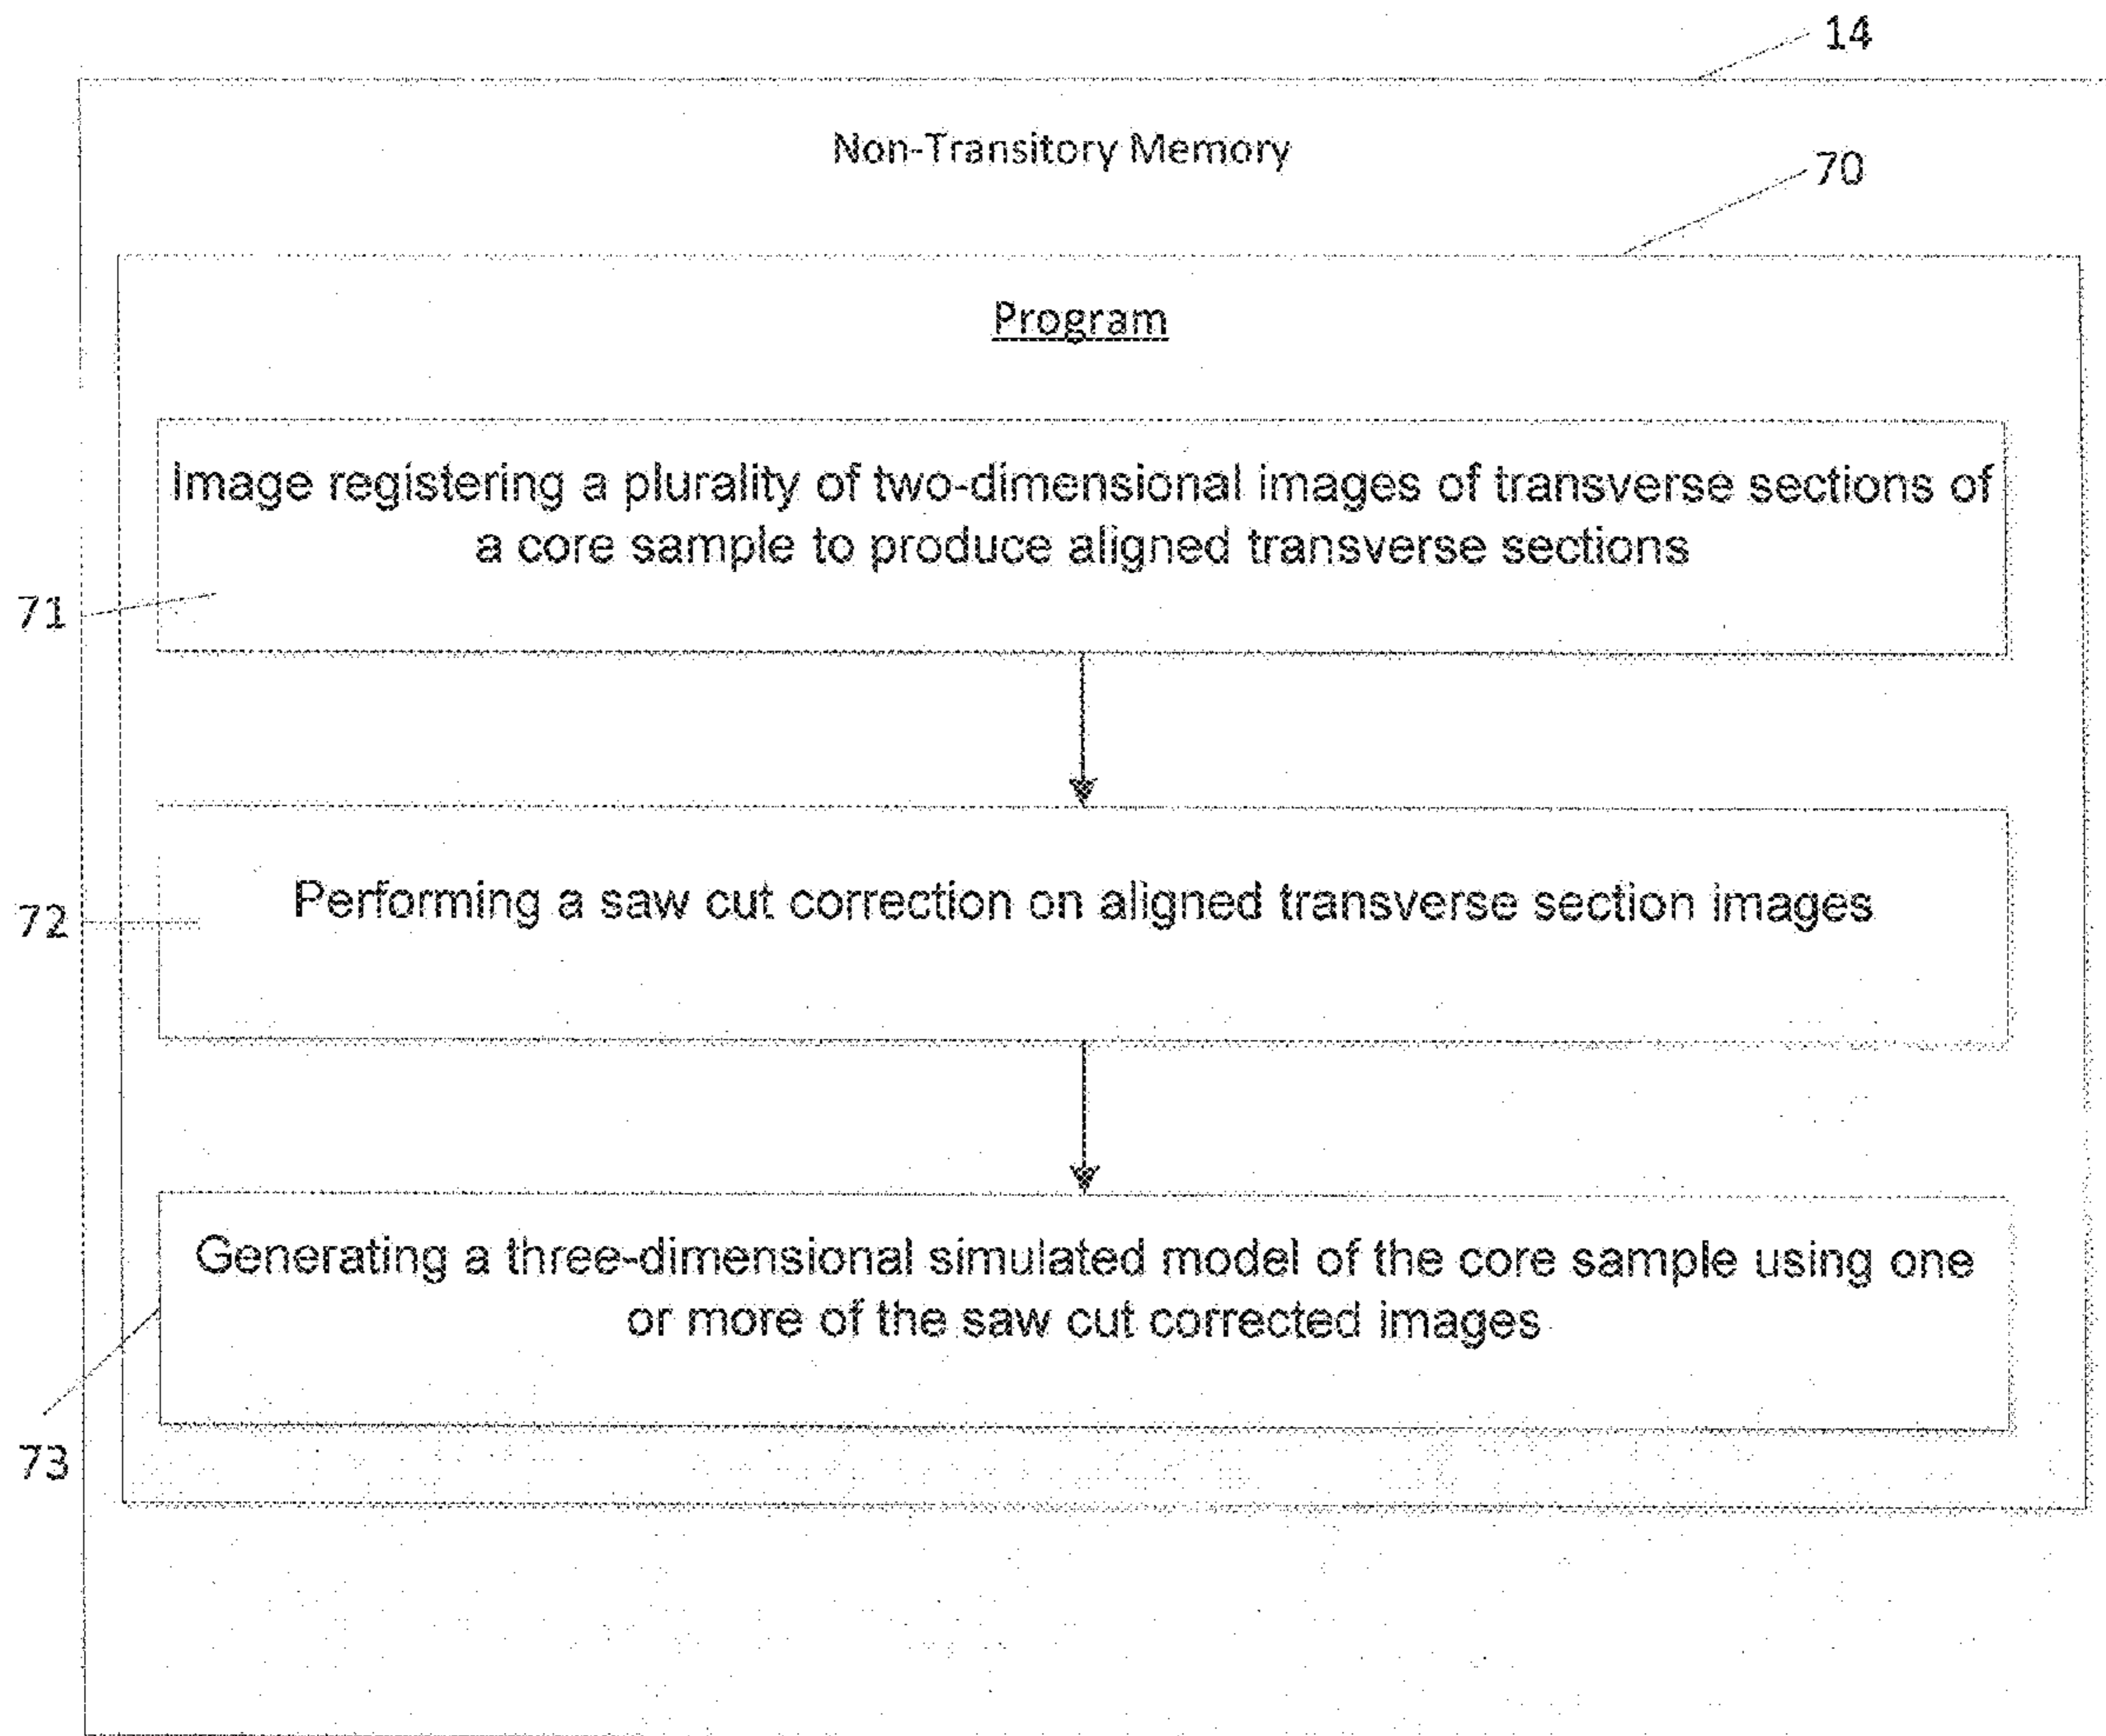 14
Non-Transitory Memory
70
Program
Image registering a plurality of two-dimensional images of transverse sections of
a core sample to produce aligned transverse sections
71
Performing a saw cut correction on aligned transverse section images
72
Generating a three-dimensional simulated model of the core sample using one
or more of the saw cut corrected images
73